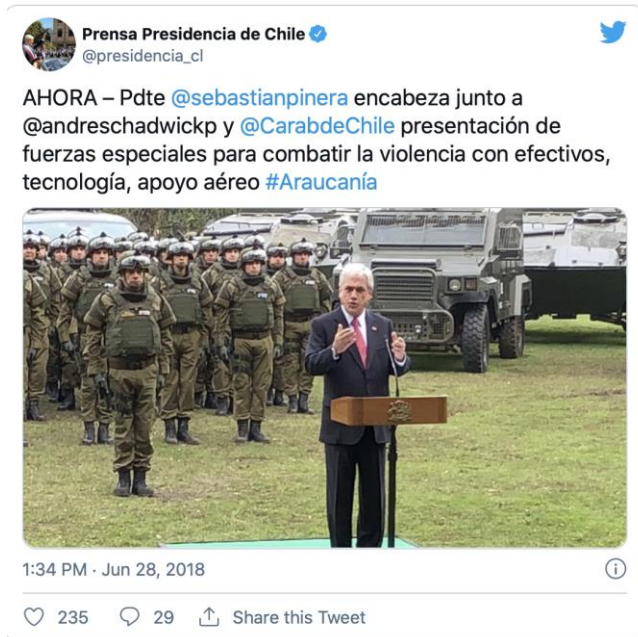 Prensa Presidencia de Chile
@presidencia_cl
AHORA – Pdte @sebastianpinera encabeza junto a
@andreschadwickp y @CarabdeChile presentación de
fuerzas especiales para combatir la violencia con efectivos,
tecnología, apoyo aéreo #Araucanía
1:34 PM · Jun 28, 2018
235 29 Share this Tweet